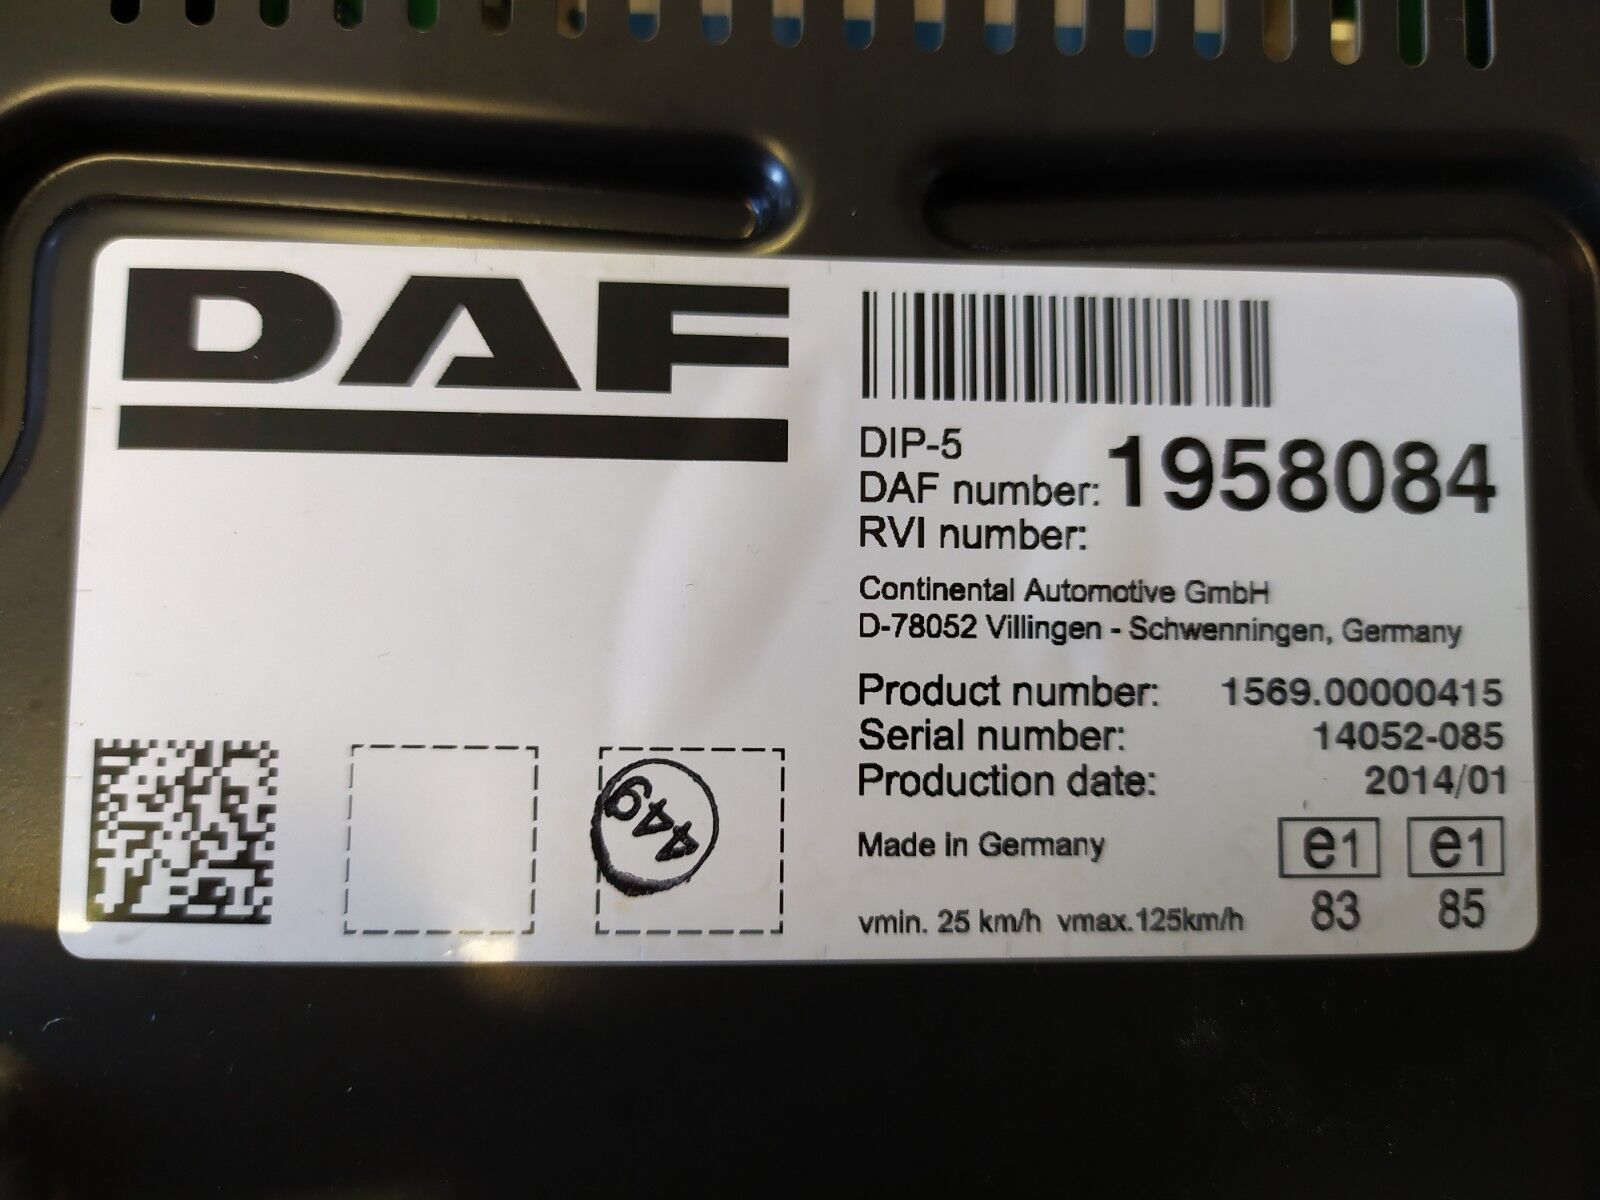 DAF
DIP-5
DAF number: 1958084
RVI number:
Continental Automotive GmbH
D-78052 Villingen - Schwenningen, Germany
Product number: 1569.00000415
Serial number: 14052-085
Production date: 2014/01
Made in Germany
e1 e1
83 85
vmin. 25 km/h vmax.125km/h
449